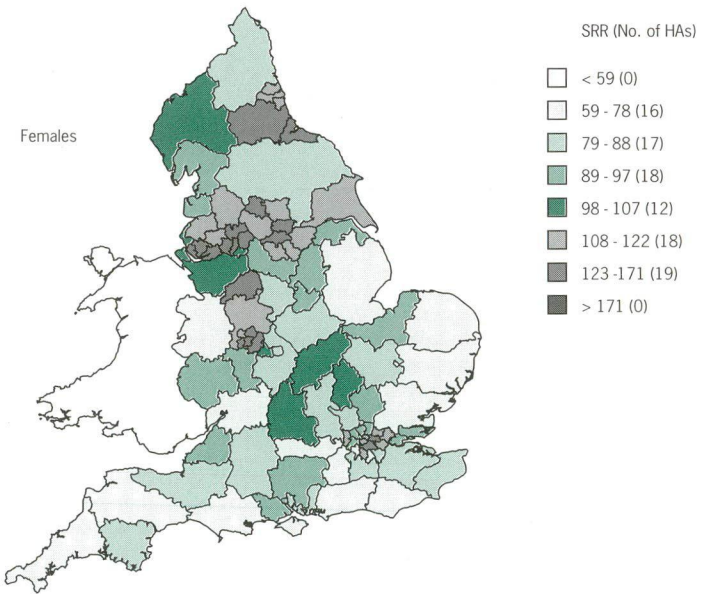 SRR (No. of HAs)
< 59 (0)
59 - 78 (16)
Females
79 - 88 (17)
89 - 97 (18)
98 - 107 (12)
108 - 122 (18)
123 -171 (19)
> 171 (0)